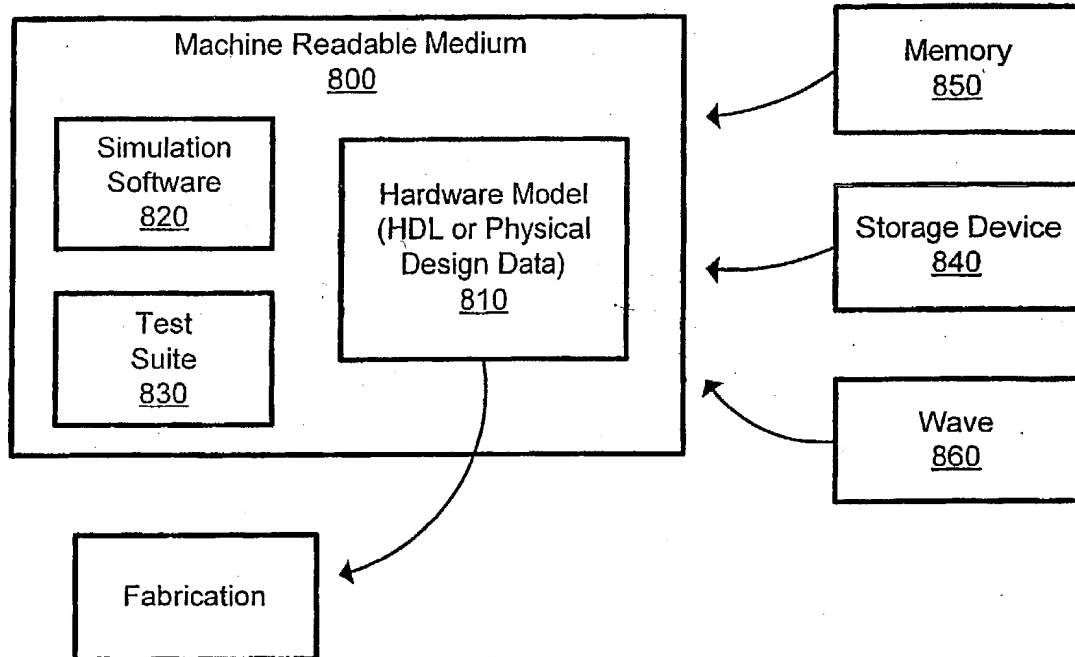 Machine Readable Medium
800
Simulation
Software
820
Hardware Model
(HDL or Physical
Design Data)
810
Test
Suite
830
Memory
850
Storage Device
840
Wave
860
Fabrication